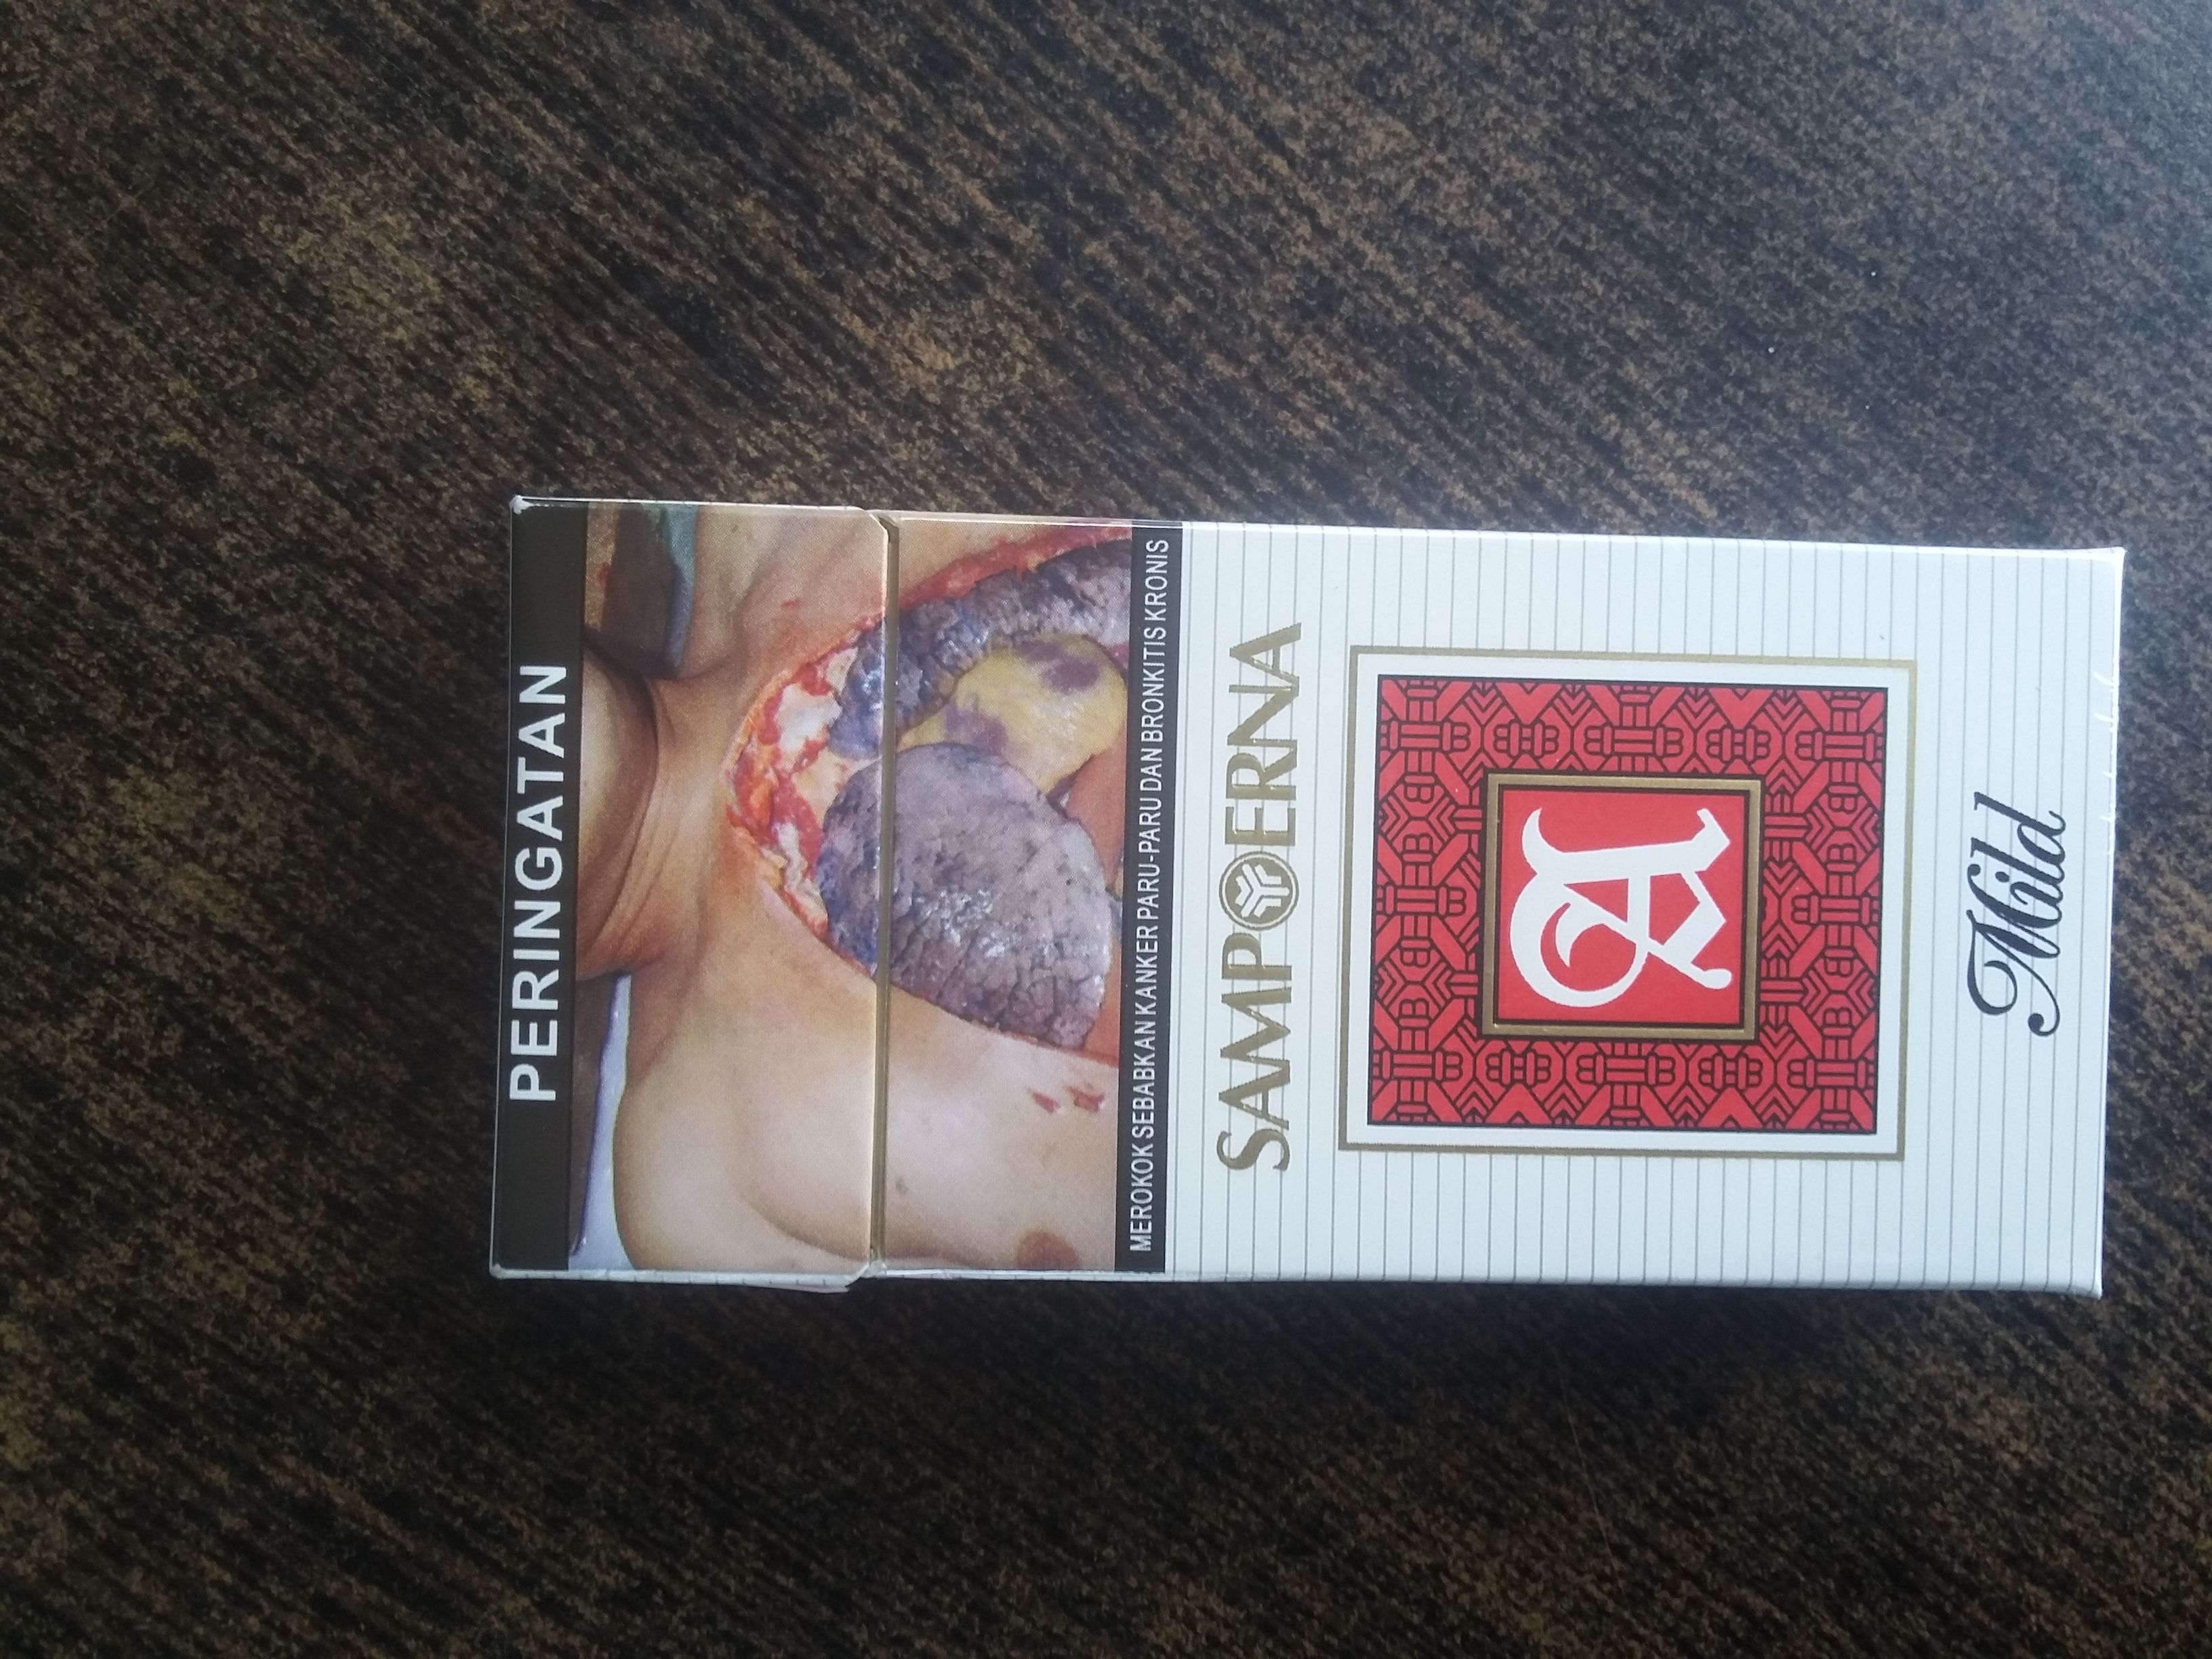 PERINGATAN
MEROKOK SEBABKAN KANKER PARU-PARU DAN BRONKITIS KRONIS
SAMPOERNA
A
Mild